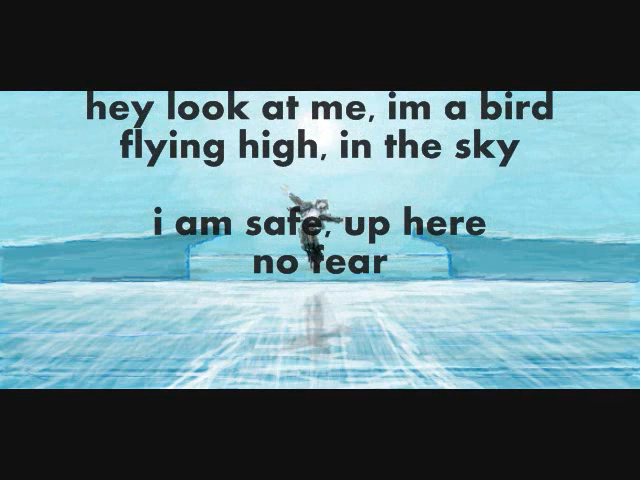 hey look at me, im a bird
flying high, in the sky
i am safe, up here
no fear